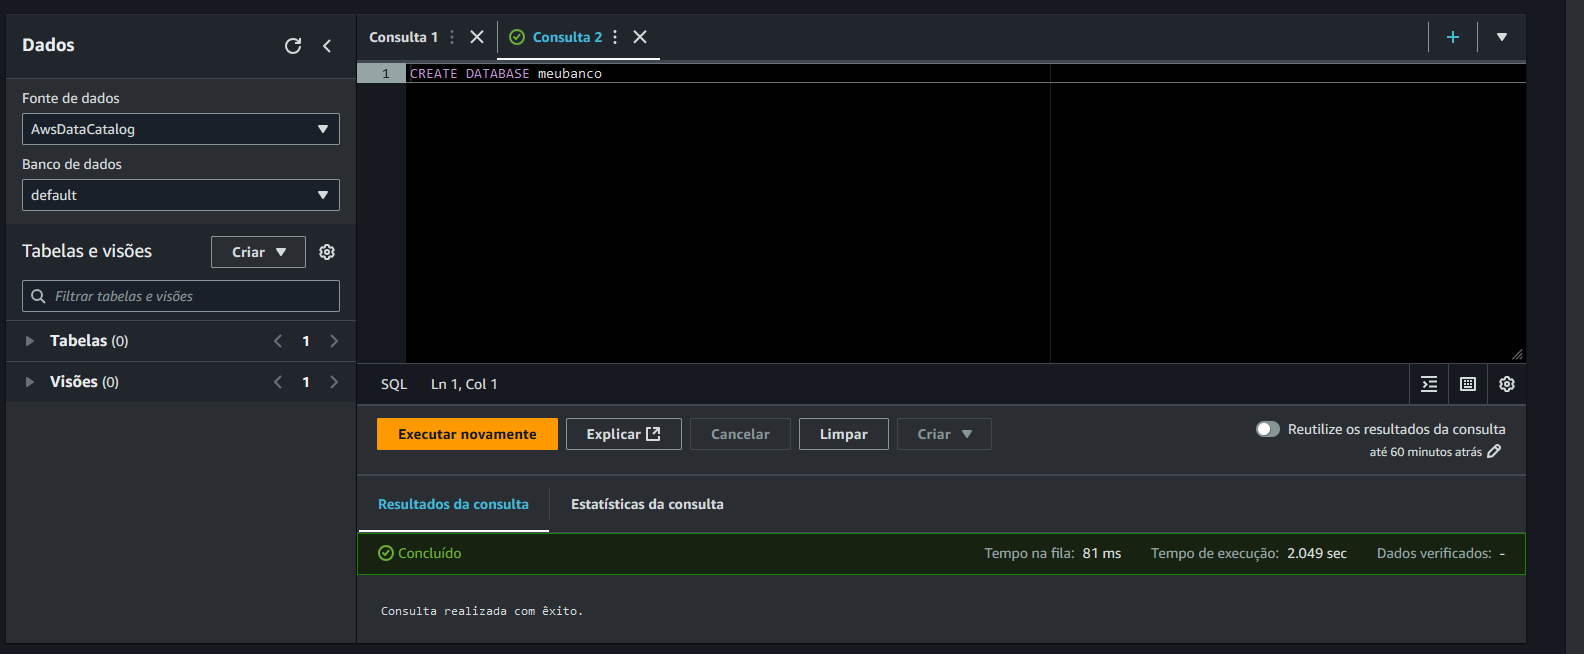 Dados
Fonte de dados
AwsDataCatalog
Banco de dados
default
Tabelas e visões
Criar
Filtrar tabelas e visões
Tabelas (0)
1
Visões (0)
1
Consulta 1
Consulta 2
1 CREATE DATABASE meubanco
SQL Ln 1, Col 1
Executar novamente
Explicar
Cancelar
Limpar
Criar
Reutilize os resultados da consulta
até 60 minutos atrás
Resultados da consulta
Estatísticas da consulta
Concluído
Tempo na fila: 81 ms
Tempo de execução: 2.049 sec
Dados verificados: -
Consulta realizada com êxito.